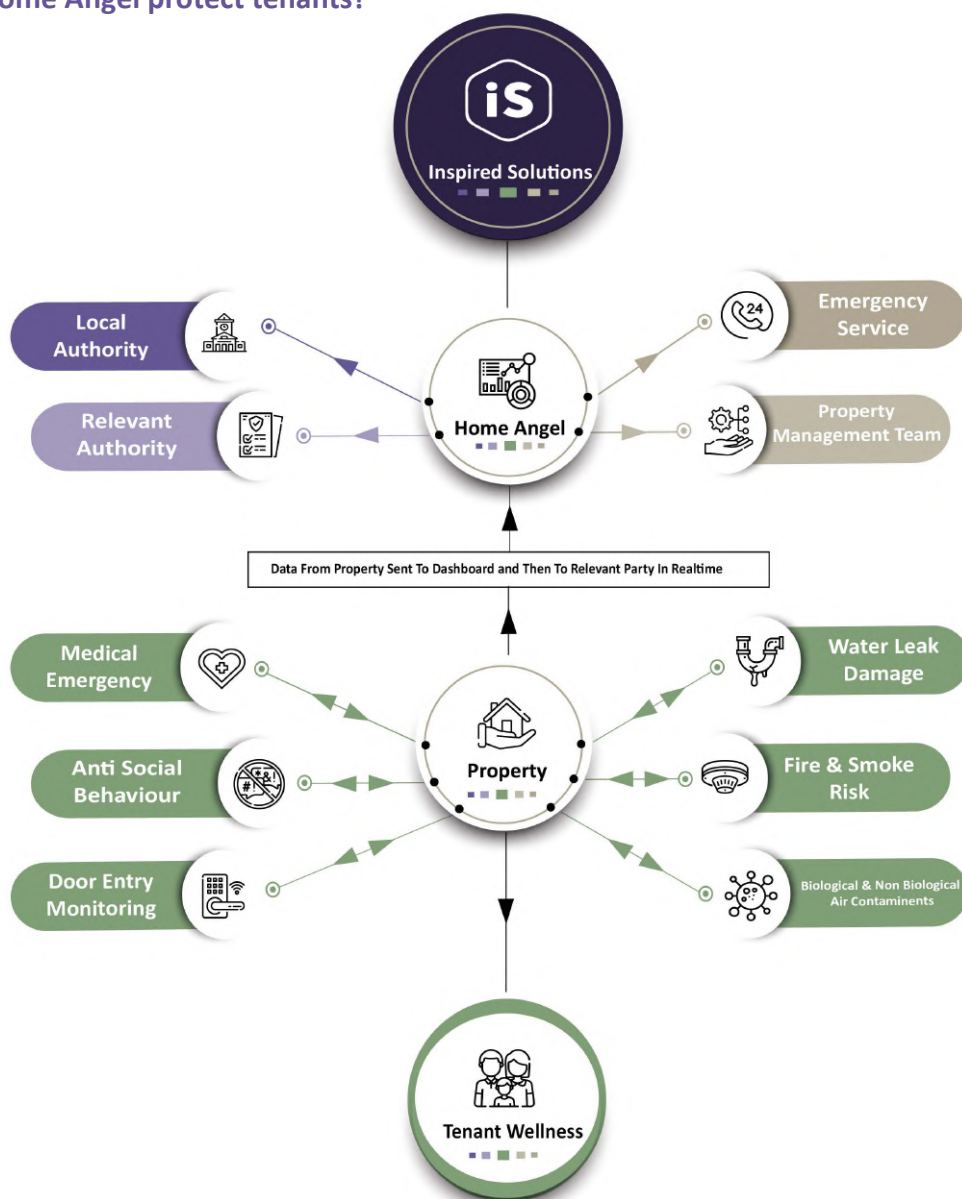 ome Angel protect tenants?
iS
Inspired Solutions
Local
Authority
Emergency
Service
Relevant
Authority
Home Angel
Property
Management Team
Data From Property Sent To Dashboard and Then To Relevant Party In Realtime
Medical
Emergency
Water Leak
Damage
Anti Social
Behaviour
Property
Fire & Smoke
Risk
Door Entry
Monitoring
Biological & Non Biological
Air Contaminents
Tenant Wellness
24
#!
*&!